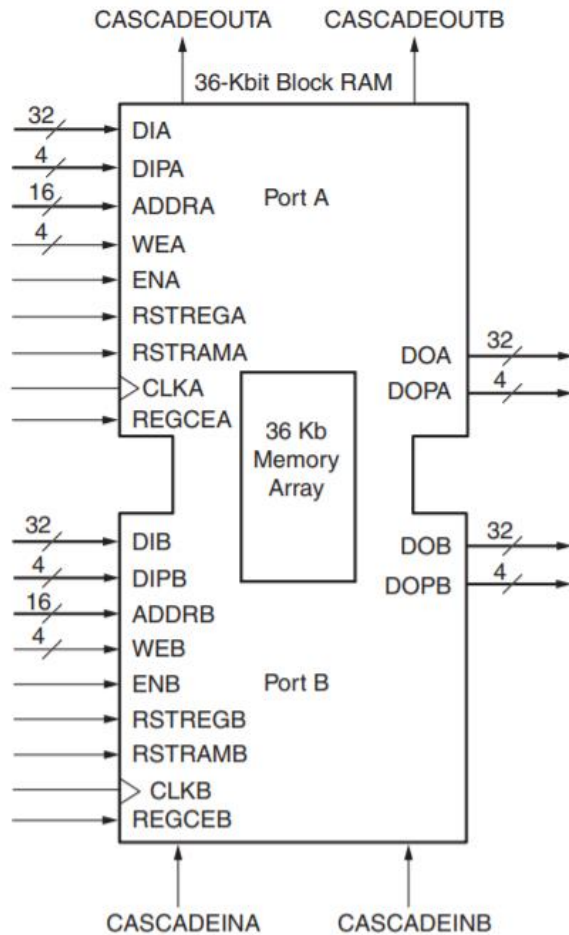 CASCADEOUTA CASCADEOUTB
36-Kbit Block RAM
32 DIA
4 DIPA
16 ADDRA Port A
4 WEA
ENA
RSTREGA
RSTRAMA DOA 32
CLKA DOPA 4
REGCEA
36 Kb
Memory
Array
32 DIB DOB 32
4 DIPB DOPB 4
16 ADDRB
4 WEB
ENB Port B
RSTREGB
RSTRAMB
CLKB
REGCEB
CASCADEINA CASCADEINB